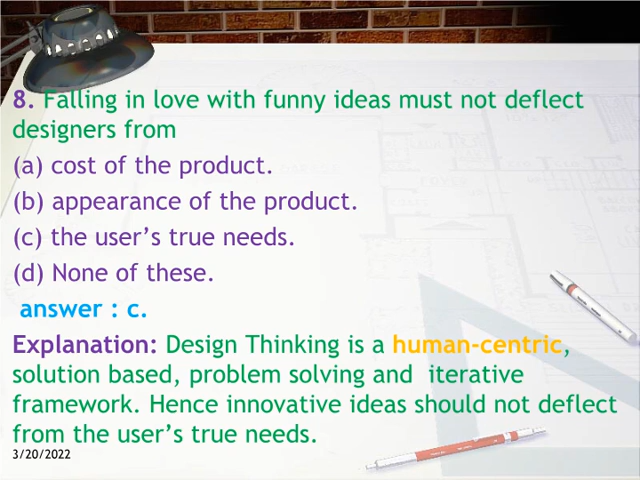 8. Falling in love with funny ideas must not deflect
designers from
(a) cost of the product.
(b) appearance of the product.
(c) the user’s true needs.
(d) None of these.
answer : c.
Explanation: Design Thinking is a human-centric,
solution based, problem solving and  iterative
framework. Hence innovative ideas should not deflect
from the user’s true needs.
3/20/2022